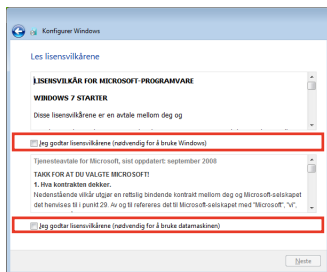 Konfigurer Windows
Les lisensvilkårene
LISENSVILKÅR FOR MICROSOFT-PROGRAMVARE
WINDOWS 7 STARTER
Disse lisensvilkårene er en avtale mellom deg og
Jeg godtar lisensvilkårene (nødvendig for å bruke Windows)
Tjenesteavtale for Microsoft, sist oppdatert: september 2008
TAKK FOR AT DU VALGTE MICROSOFT!
1. Hva kontrakten dekker.
Nedenstående vilkår utgjør en rettslig bindende kontrakt mellom deg og Microsoft-selskapet
det henvises til i punkt 29. Av og til refereres det til Microsoft-selskapet med "Microsoft", "vi",
Jeg godtar lisensvilkårene (nødvendig for å bruke datamaskinen)
Neste